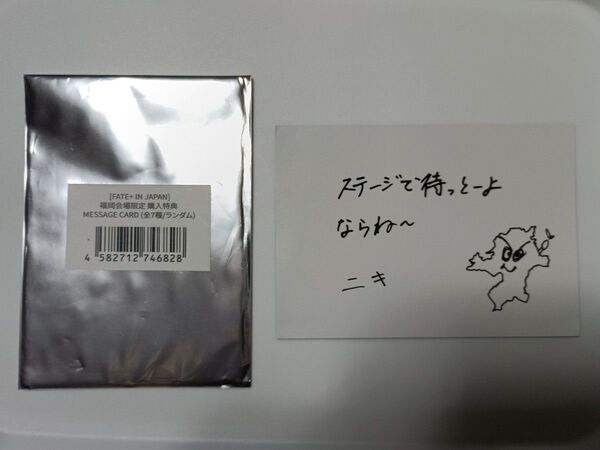 [FATE+ IN JAPAN]
福岡会場限定 購入特典
MESSAGE CARD (全7種/ランダム)
4 582712 746828
ステージで待っとーよ
ならね～
ニキ